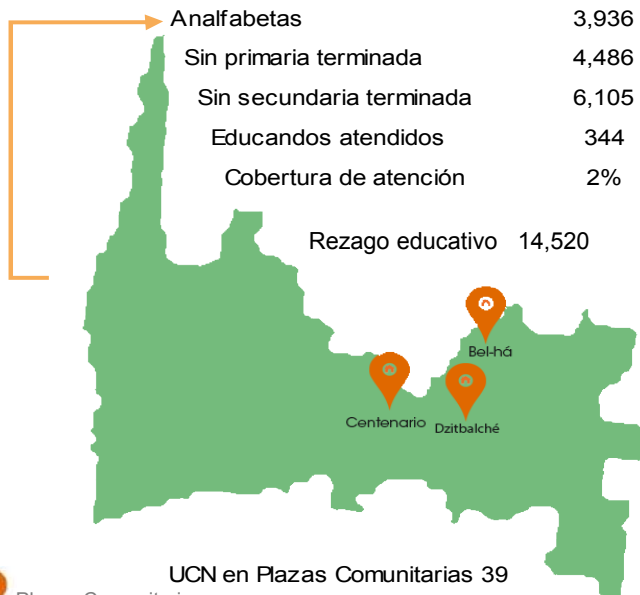 Analfabetas 3,936
Sin primaria terminada 4,486
Sin secundaria terminada 6,105
Educandos atendidos 344
Cobertura de atención 2%
Rezago educativo 14,520
Bel-há
Centenario
Dzitbalché
UCN en Plazas Comunitarias 39